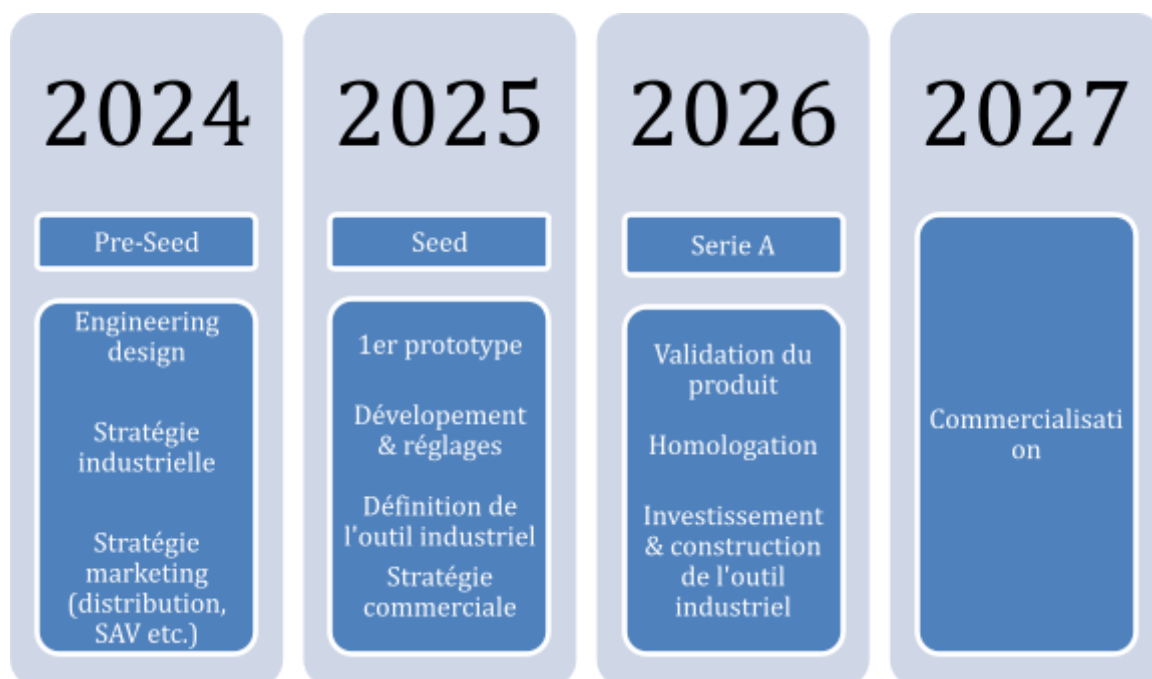 2024
Pre-Seed
Engineering
design
Stratégie
industrielle
Stratégie
marketing
(distribution,
SAV etc.)
2025
Seed
1er prototype
Dévelopement
& réglages
Définition de
l'outil industriel
Stratégie
commerciale
2026
Serie A
Validation du
produit
Homologation
Investissement
& construction
de l'outil
industriel
2027
Commercialisati
on